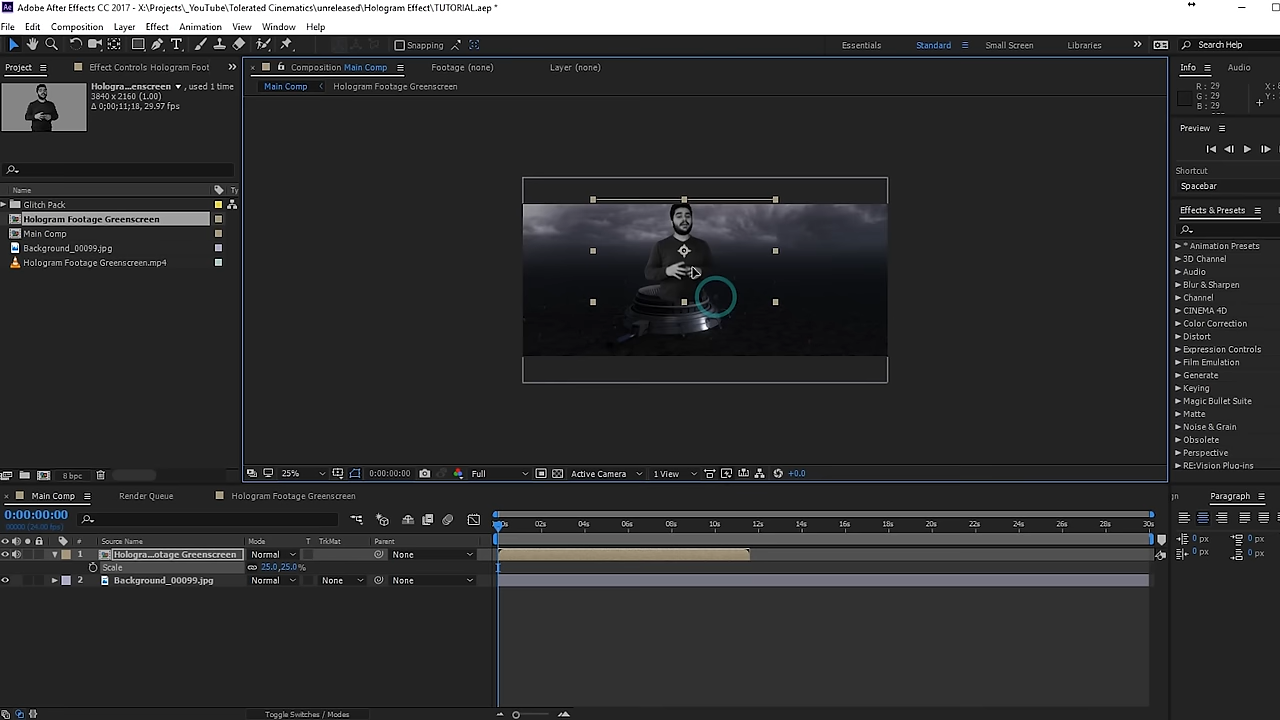 Adobe After Effects CC 2017 - X:\Projects\_YouTube\Tolerated Cinematics\unreleased\Hologram Effect\TUTORIAL.aep *
File Edit Composition Layer Effect Animation View Window Help
Snapping Essentials Standard Small Screen Libraries Search Help
Project Effect Controls Hologram Foot Composition Main Comp Footage (none) Layer (none) Info Audio
Main Comp Hologram Footage Greenscreen
Hologra...enscreen , used 1 time
3840 x 2160 (1.00)
Δ 0;00;11;18, 29.97 fps
R : 29
G : 29
B : 29
X :
Y :
Preview
Shortcut
Spacebar
Name Ty
Glitch Pack
Hologram Footage Greenscreen
Main Comp
Background_00099.jpg
Hologram Footage Greenscreen.mp4
Effects & Presets
* Animation Presets
3D Channel
Audio
Blur & Sharpen
Channel
CINEMA 4D
Color Correction
Distort
Expression Controls
Film Emulation
Generate
Keying
Magic Bullet Suite
Matte
Noise & Grain
Obsolete
Perspective
RE:Vision Plug-ins
8 bpc
25% 0:00:00:00 Full Active Camera 1 View +0.0
Main Comp Render Queue Hologram Footage Greenscreen
Paragraph
0:00:00:00
00000 (24.00 fps)
02s 04s 06s 08s 10s 12s 14s 16s 18s 20s 22s 24s 26s 28s 30s
# Source Name Mode T TrkMat Parent
1 Hologra...otage Greenscreen Normal None
Scale 25.0,25.0%
2 Background_00099.jpg Normal None None
0 px 0 px
0 px 0 px
Toggle Switches / Modes